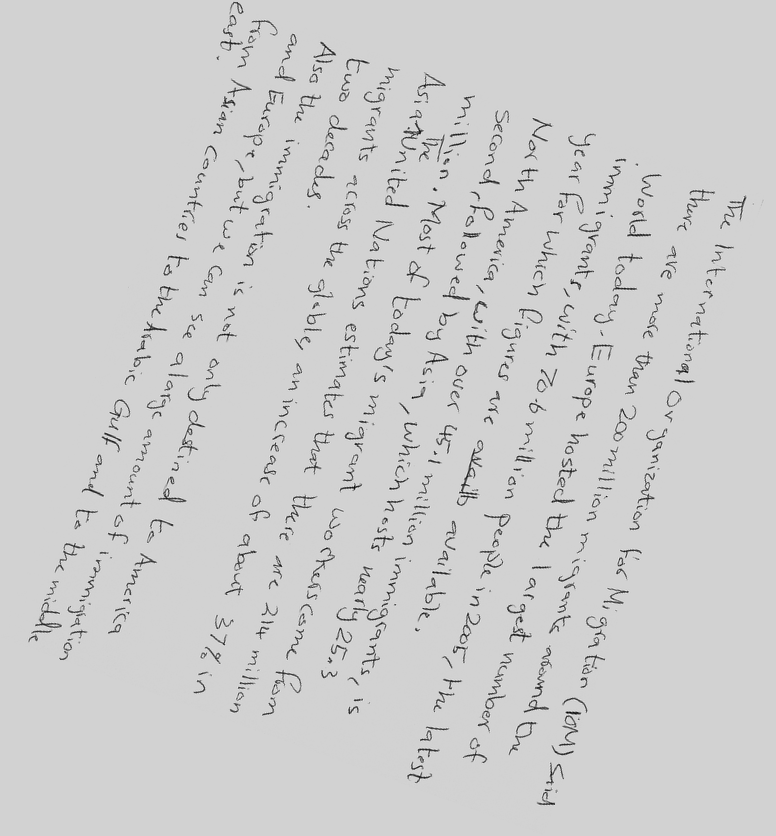 The International Organization for Migration (IOM) said
there are more than 200 million migrants around the
World today. Europe hosted the largest number of
immigrants, with 70.6 million people in 2005, the latest
year for which figures are available.
North America, with over 45.1 million immigrants, is
Second, followed by Asia, which hosts nearly 25.3
million. Most of today's migrant workers come from
Asia. The United Nations estimates that there are 214 million
migrants across the globle, an increase of about 37% in
two decades.
Also the immigration is not only destined to America
and Europe, but we can see a large amount of immigration
from Asian Countries to the Arabic Gulf and to the middle
east.